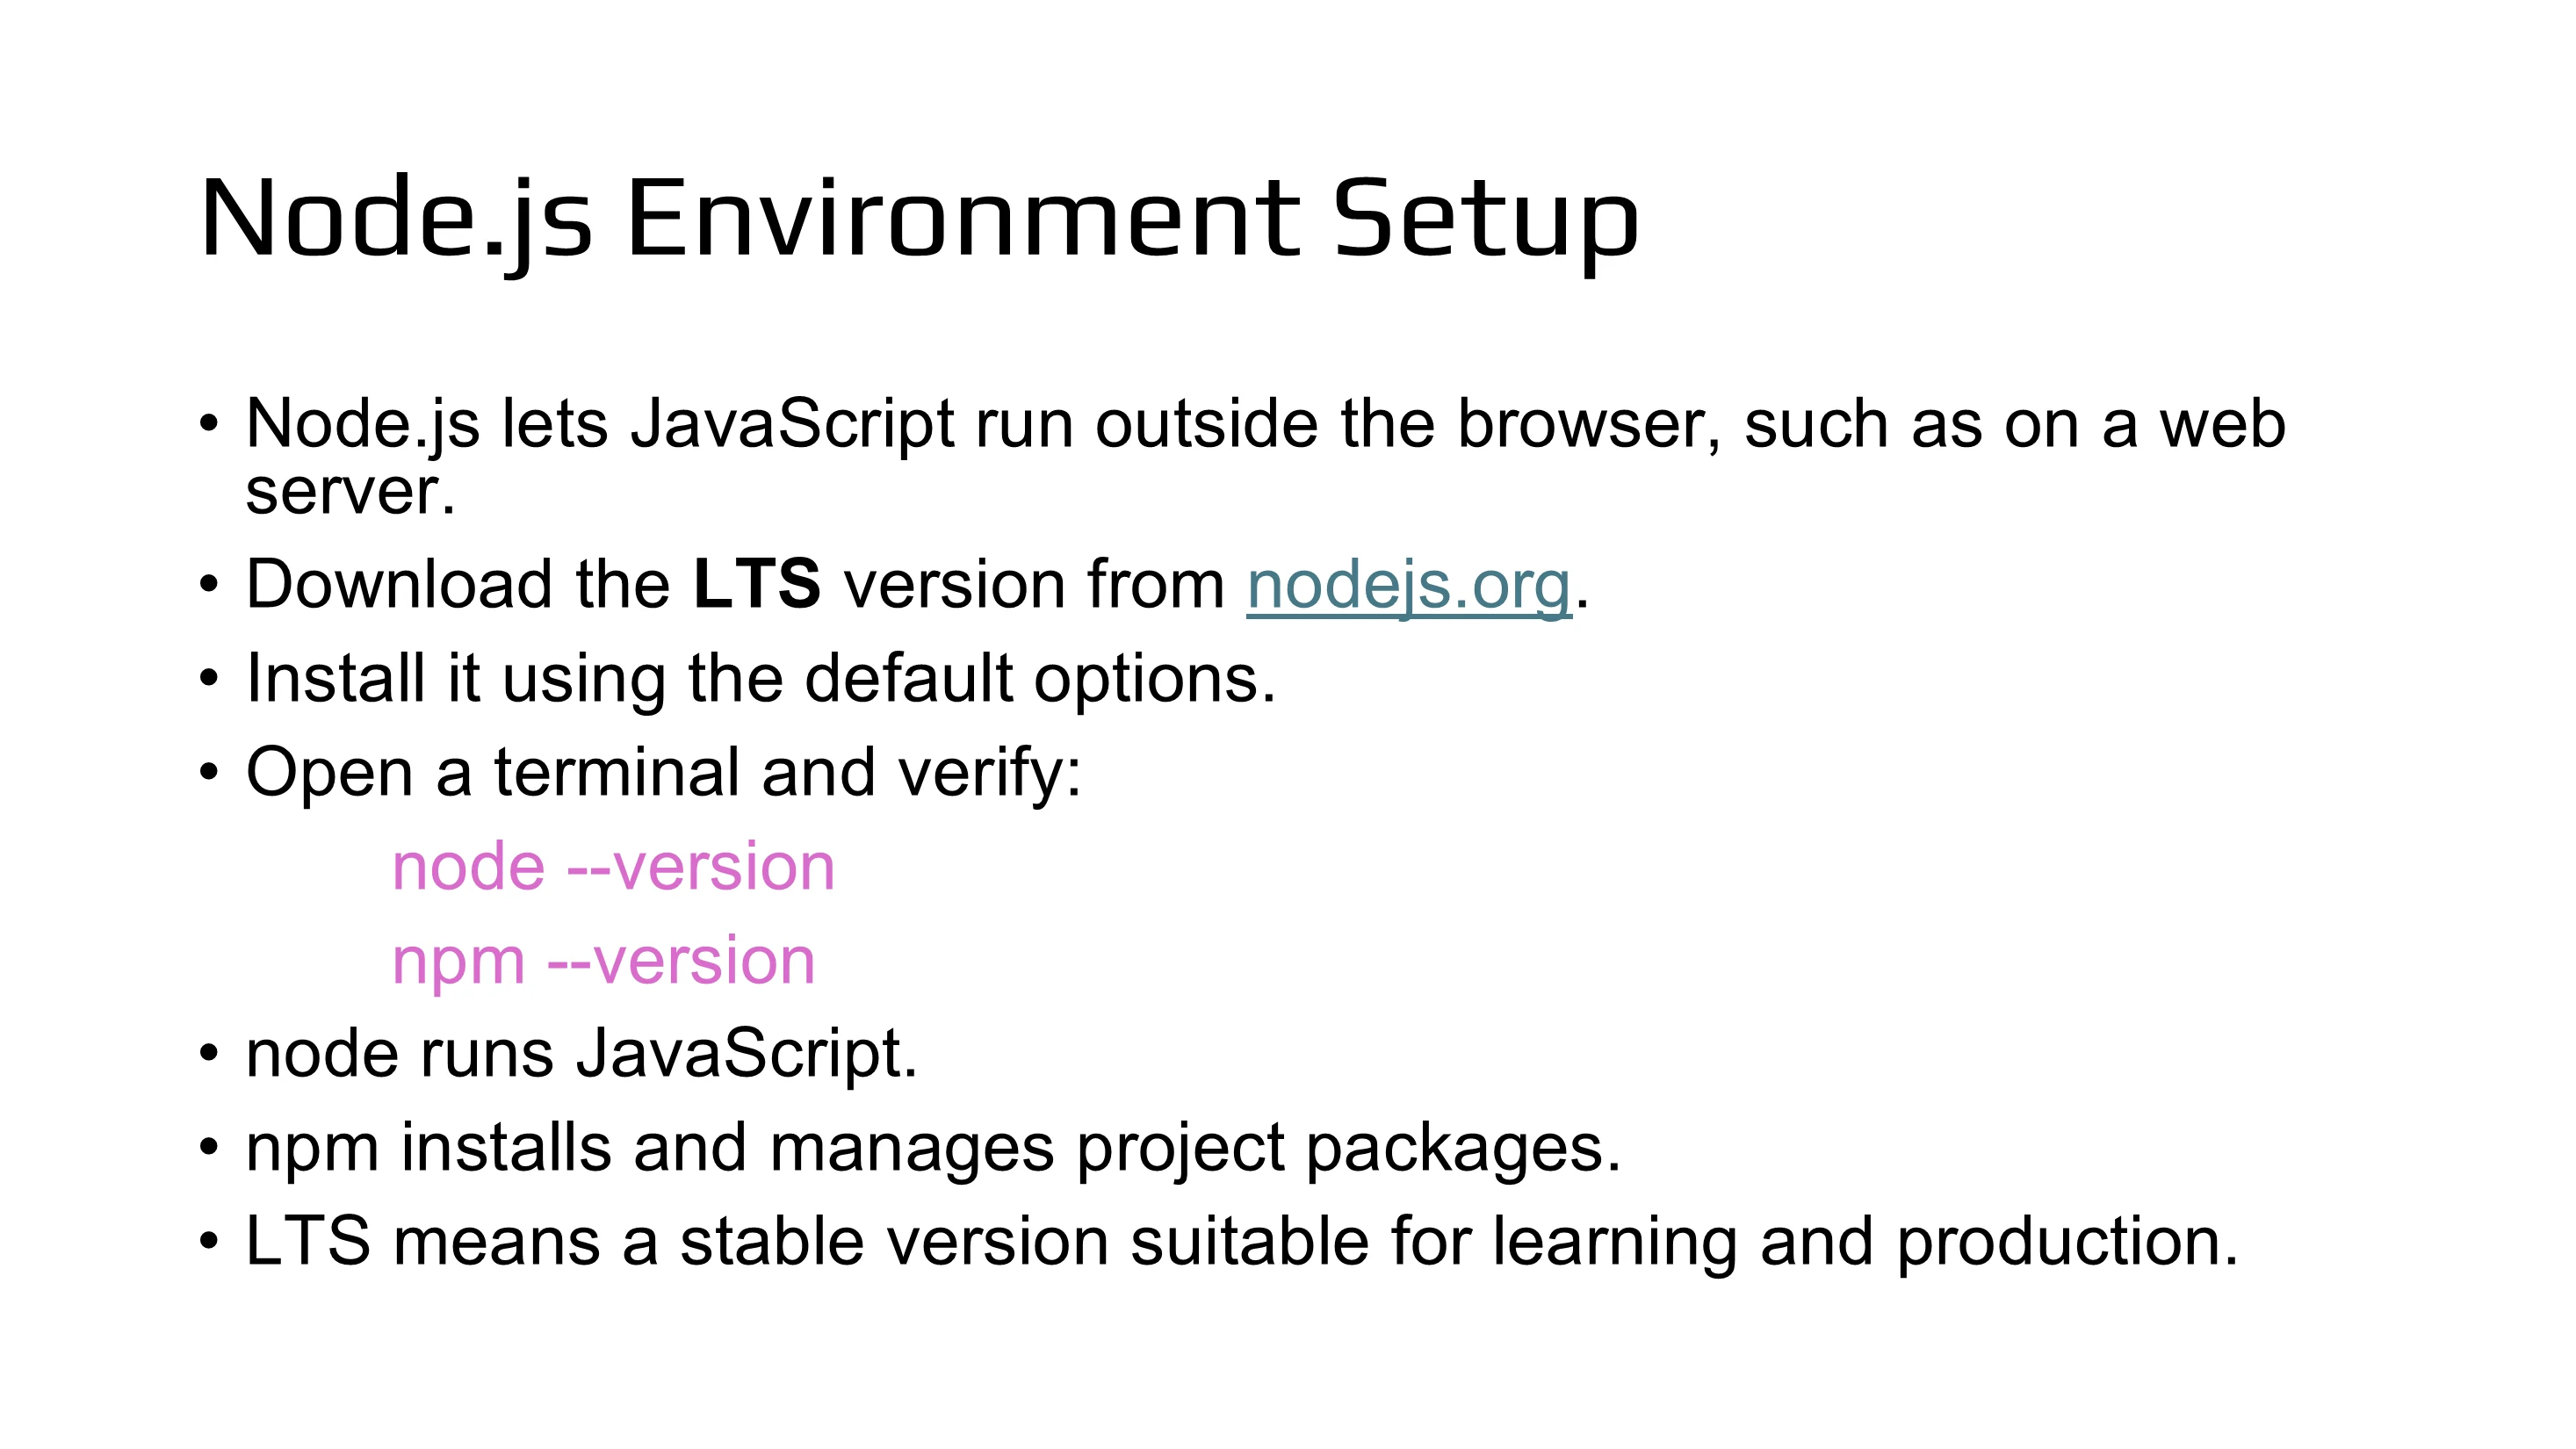 Node.js Environment Setup
• Node.js lets JavaScript run outside the browser, such as on a web
server.
• Download the LTS version from nodejs.org.
• Install it using the default options.
• Open a terminal and verify:
node --version
npm --version
• node runs JavaScript.
• npm installs and manages project packages.
• LTS means a stable version suitable for learning and production.